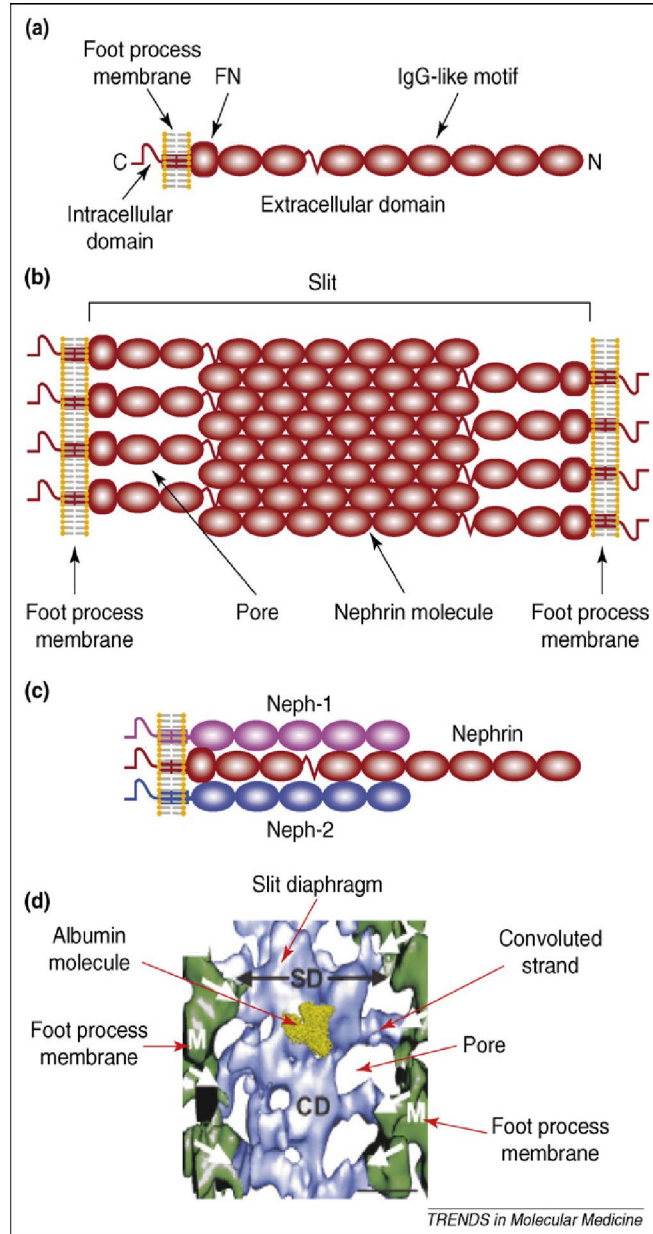 (a)
Foot process
membrane
FN
IgG-like motif
C
N
Intracellular
domain
Extracellular domain
(b)
Slit
Foot process
membrane
Pore
Nephrin molecule
Foot process
membrane
(c)
Neph-1
Nephrin
Neph-2
(d)
Slit diaphragm
Albumin
molecule
Convoluted
strand
SD
Foot process
membrane
M
Pore
CD
M
Foot process
membrane
TRENDS in Molecular Medicine